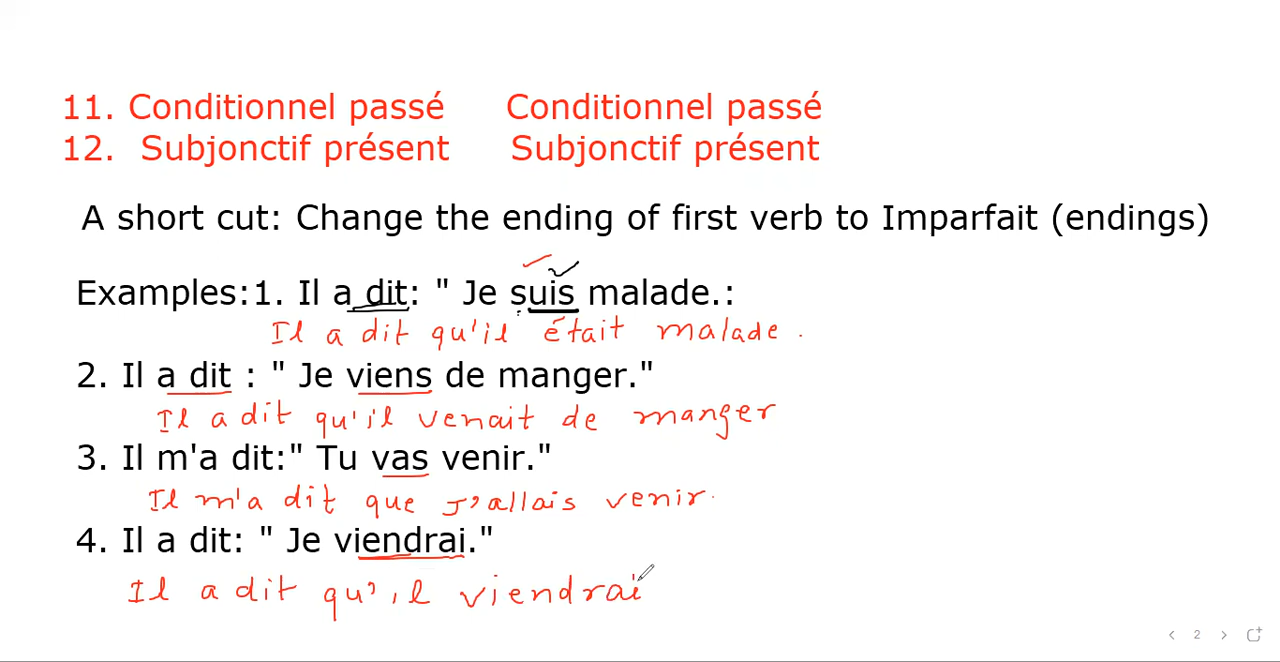 11. Conditionnel passé Conditionnel passé
12. Subjonctif présent Subjonctif présent
A short cut: Change the ending of first verb to Imparfait (endings)
Examples:1. Il a dit: " Je suis malade.:
Il a dit qu'il était malade.
2. Il a dit : " Je viens de manger."
Il a dit qu'il venait de manger
3. Il m'a dit:" Tu vas venir."
Il m'a dit que j'allais venir.
4. Il a dit: " Je viendrai."
Il a dit qu'il viendrai
2